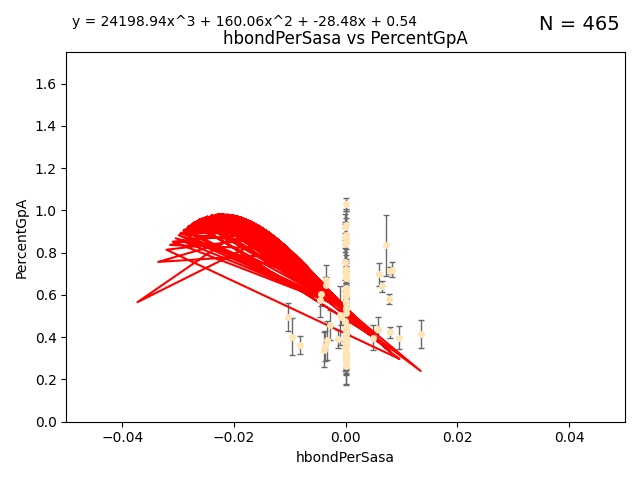 y = 24198.94x^3 + 160.06x^2 + -28.48x + 0.54
N = 465
hbondPerSasa vs PercentGpA
PercentGpA
1.6
1.4
1.2
1.0
0.8
0.6
0.4
0.2
0.0
−0.04
−0.02
0.00
0.02
0.04
hbondPerSasa